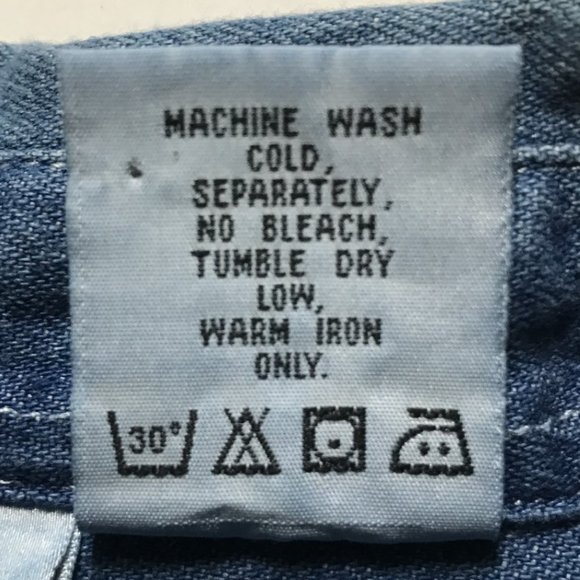 MACHINE WASH
COLD,
SEPARATELY,
NO BLEACH,
TUMBLE DRY
LOW,
WARM IRON
ONLY.
30°